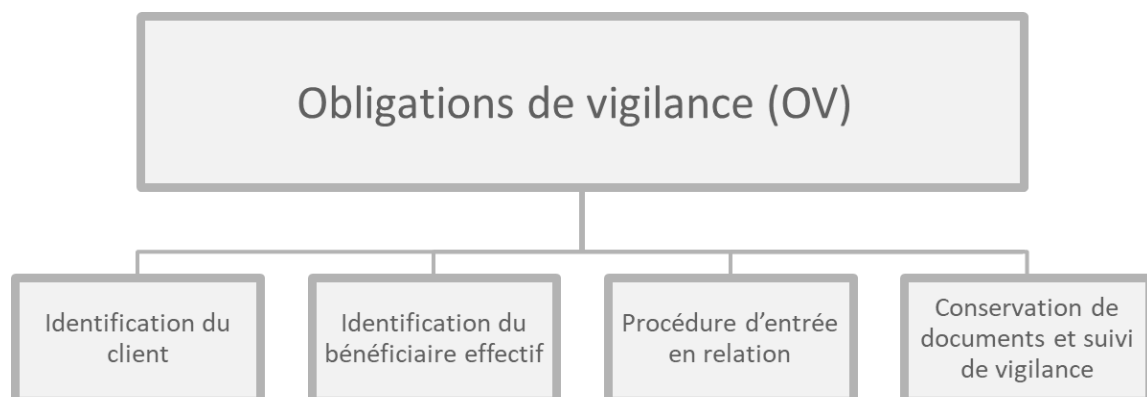 Obligations de vigilance (OV)
Identification du
client
Identification du
bénéficiaire effectif
Procédure d’entrée
en relation
Conservation de
documents et suivi
de vigilance